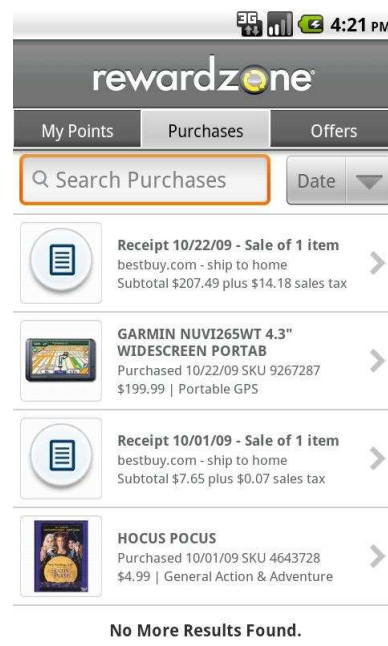 3G 4:21 PM
rewardzone
My Points Purchases Offers
Search Purchases Date
Receipt 10/22/09 - Sale of 1 item
bestbuy.com - ship to home
Subtotal $207.49 plus $14.18 sales tax
GARMIN NUVI265WT 4.3"
WIDESCREEN PORTAB
Purchased 10/22/09 SKU 9267287
$199.99 | Portable GPS
Receipt 10/01/09 - Sale of 1 item
bestbuy.com - ship to home
Subtotal $7.65 plus $0.07 sales tax
HOCUS POCUS
Purchased 10/01/09 SKU 4643728
$4.99 | General Action & Adventure
No More Results Found.